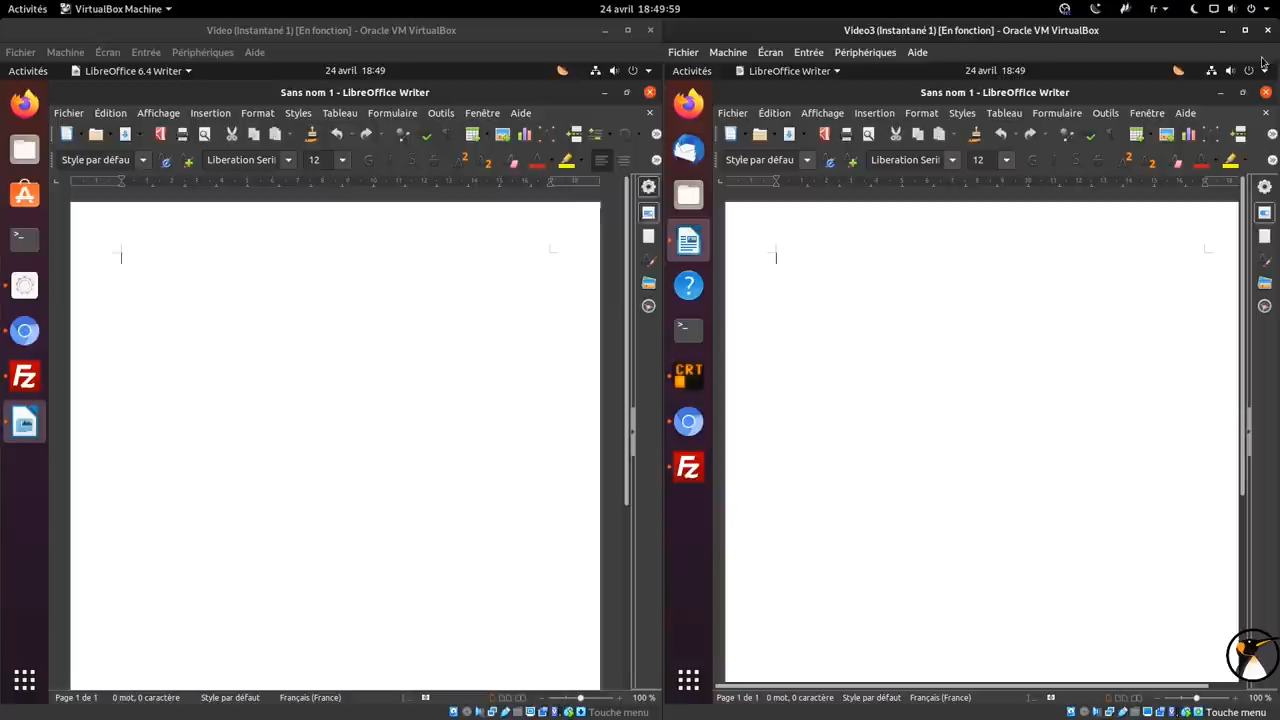 Activités VirtualBox Machine 24 avril 18:49:59 fr
Video (Instantané 1) [En fonction] - Oracle VM VirtualBox
Fichier Machine Écran Entrée Périphériques Aide
Activités LibreOffice 6.4 Writer 24 avril 18:49
Sans nom 1 - LibreOffice Writer
Fichier Édition Affichage Insertion Format Styles Tableau Formulaire Outils Fenêtre Aide
Style par défau Liberation Seri 12
Page 1 de 1 0 mot, 0 caractère Style par défaut Français (France) 100 %
Touche menu
Video3 (Instantané 1) [En fonction] - Oracle VM VirtualBox
Fichier Machine Écran Entrée Périphériques Aide
Activités LibreOffice Writer 24 avril 18:49
Sans nom 1 - LibreOffice Writer
Fichier Édition Affichage Insertion Format Styles Tableau Formulaire Outils Fenêtre Aide
Style par défau Liberation Seri 12
CRT
Page 1 de 1 0 mot, 0 caractère Style par défaut Français (France) 100 %
Touche menu